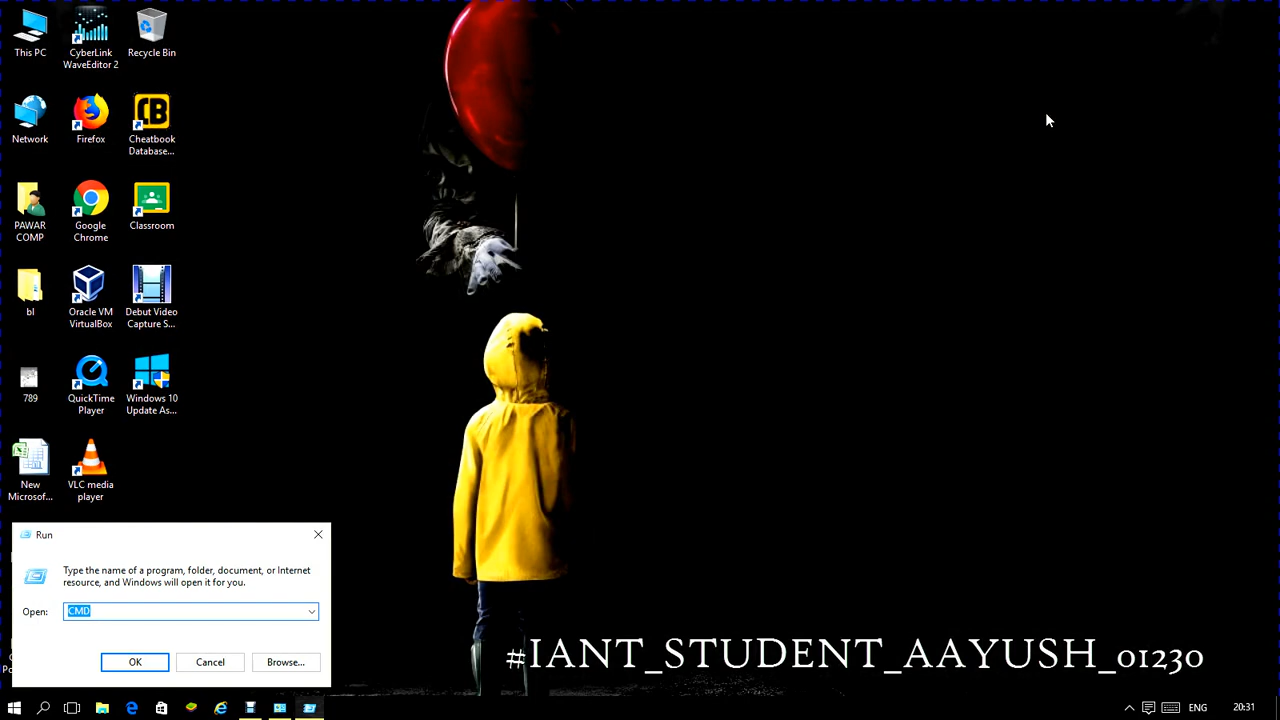 This PC
CyberLink
WaveEditor 2
Recycle Bin
Network
Firefox
Cheatbook
Database...
PAWAR
COMP
Google
Chrome
Classroom
bl
Oracle VM
VirtualBox
Debut Video
Capture S...
789
QuickTime
Player
Windows 10
Update As...
New
Microsof...
VLC media
player
Run
Type the name of a program, folder, document, or Internet
resource, and Windows will open it for you.
Open: CMD
OK Cancel Browse...
#IANT_STUDENT_AAYUSH_01230
ENG 20:31